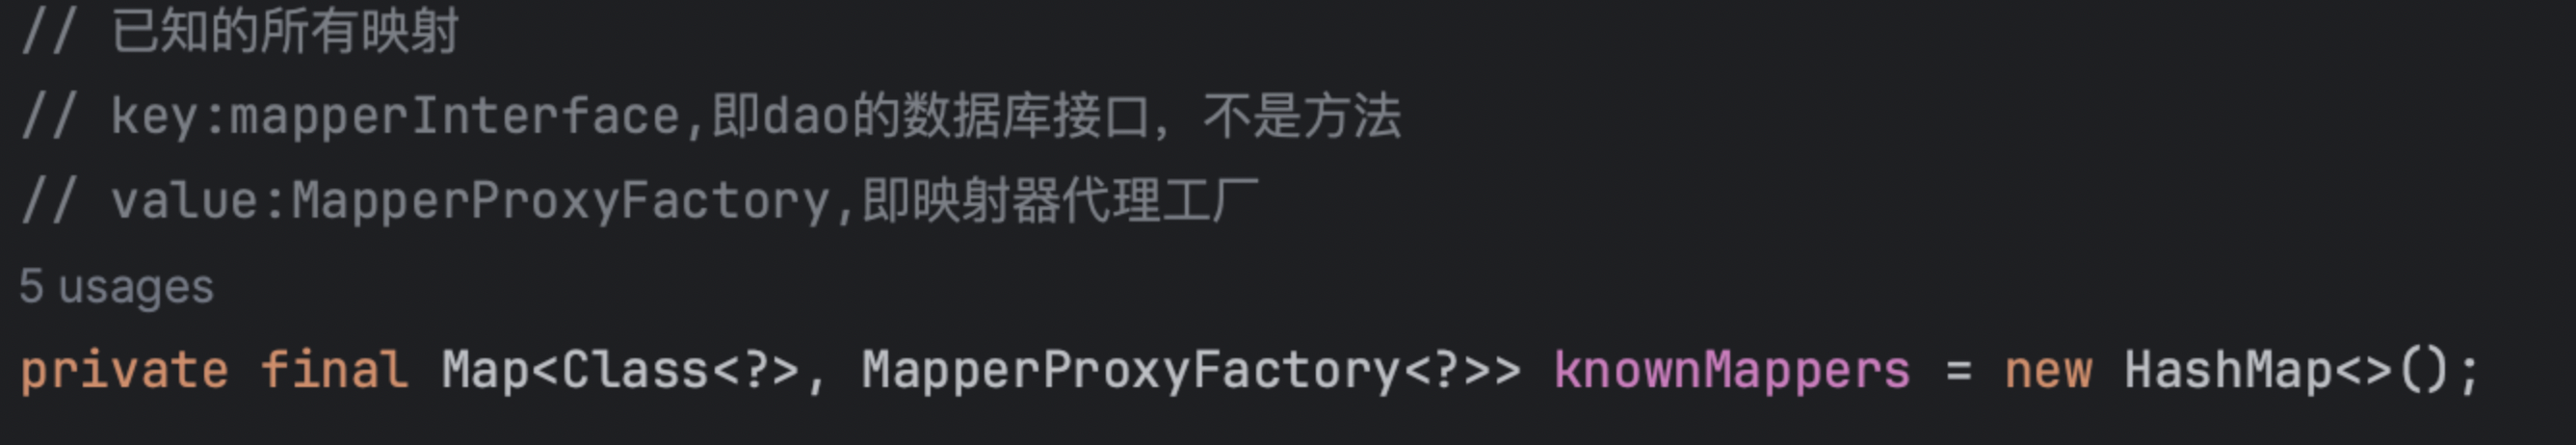 // 已知的所有映射
// key:mapperInterface,即dao的数据库接口，不是方法
// value:MapperProxyFactory,即映射器代理工厂
5 usages
private final Map<Class<?>, MapperProxyFactory<?>> knownMappers = new HashMap<>();